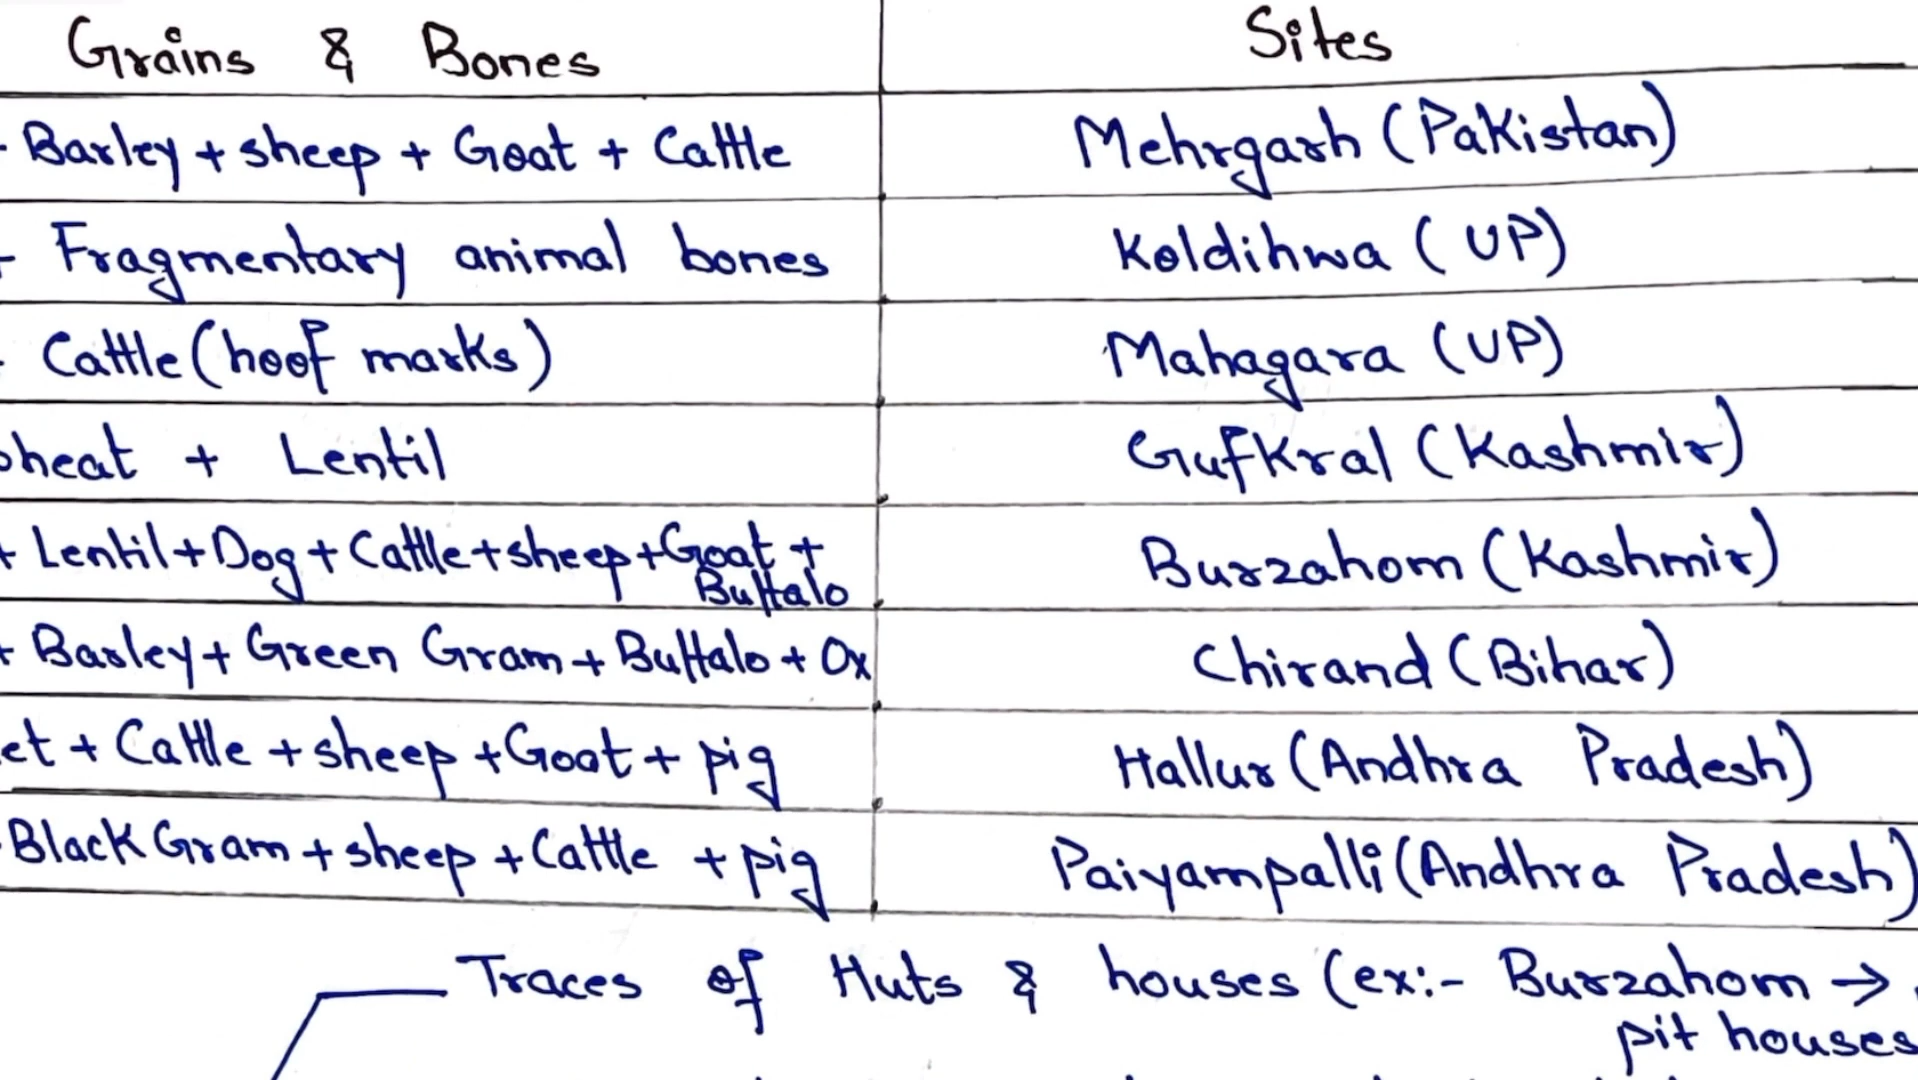 Grains & Bones Sites
Barley + sheep + Goat + Cattle Mehrgarh (Pakistan)
+ Fragmentary animal bones Koldihwa (UP)
Cattle (hoof marks) Mahagara (UP)
heat + Lentil Gufkral (Kashmir)
+ Lentil + Dog + Cattle + sheep + Goat + Burzahom (Kashmir)
Buffalo
+ Barley + Green Gram + Buffalo + Ox Chirand (Bihar)
et + Cattle + sheep + Goat + pig Hallur (Andhra Pradesh)
Black Gram + sheep + Cattle + pig Paiyampalli (Andhra Pradesh)
Traces of Huts & houses (ex:- Burzahom →
pit houses